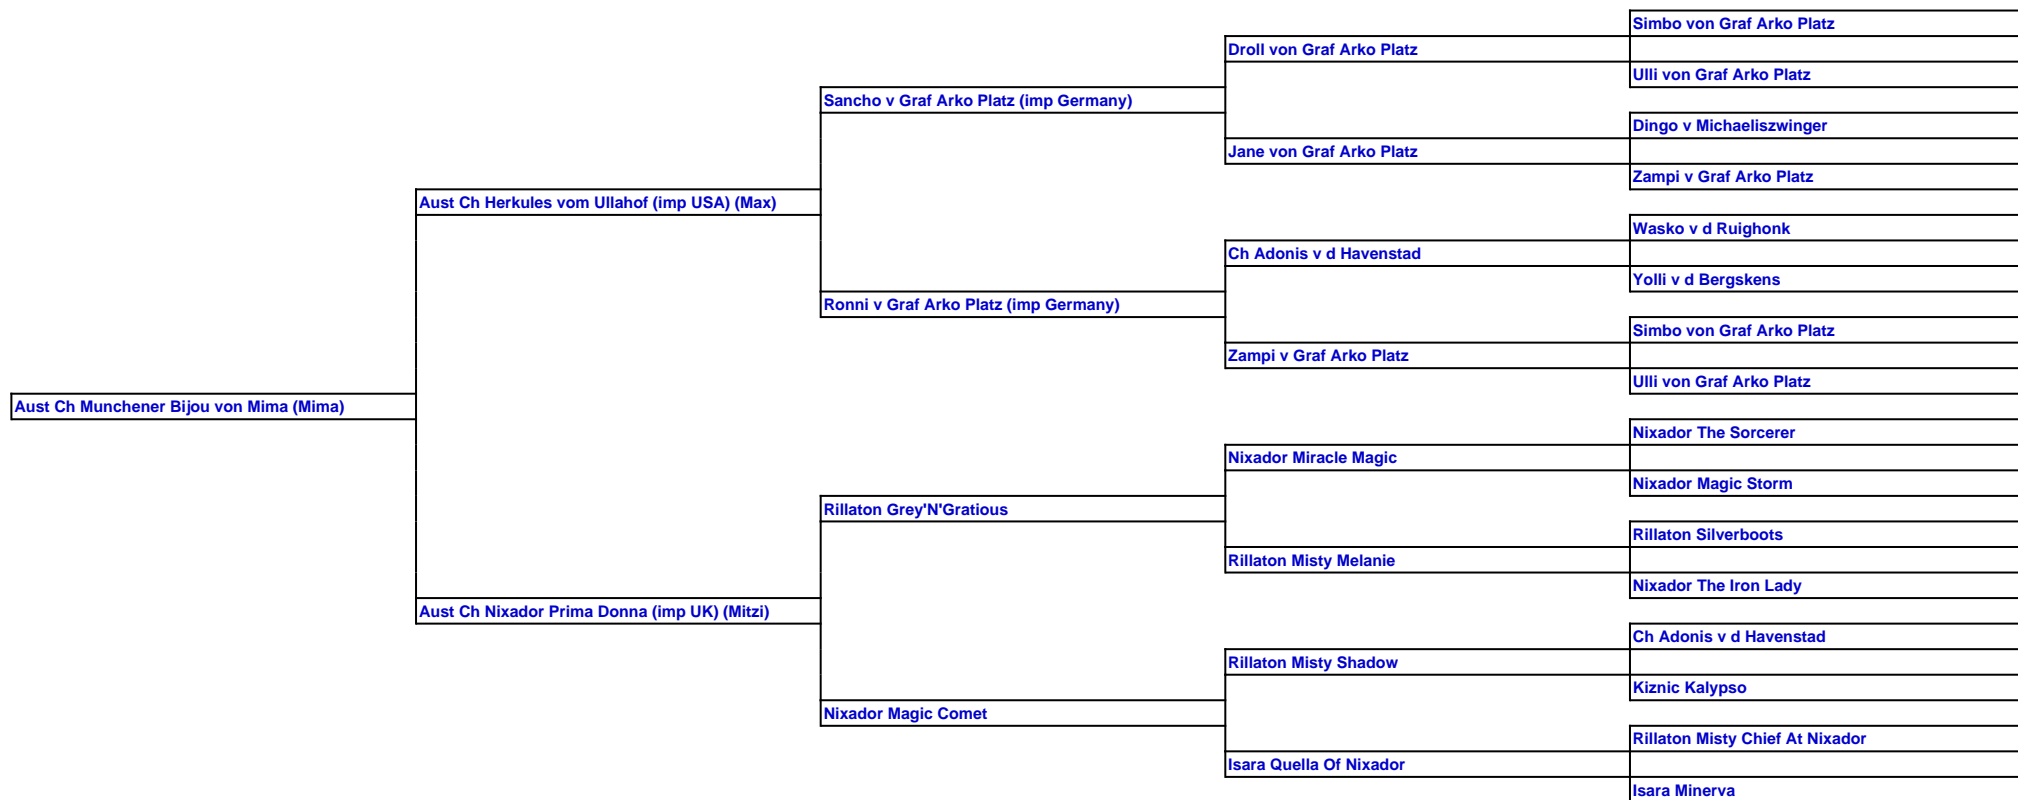 Simbo von Graf Arko Platz
Droll von Graf Arko Platz
Ulli von Graf Arko Platz
Sancho v Graf Arko Platz (imp Germany)
Dingo v Michaeliszwinger
Jane von Graf Arko Platz
Zampi v Graf Arko Platz
Aust Ch Herkules vom Ullahof (imp USA) (Max)
Wasko v d Ruighonk
Ch Adonis v d Havenstad
Yolli v d Bergskens
Ronni v Graf Arko Platz (imp Germany)
Simbo von Graf Arko Platz
Zampi v Graf Arko Platz
Ulli von Graf Arko Platz
Aust Ch Munchener Bijou von Mima (Mima)
Nixador The Sorcerer
Nixador Miracle Magic
Nixador Magic Storm
Rillaton Grey'N'Gratious
Rillaton Silverboots
Rillaton Misty Melanie
Nixador The Iron Lady
Aust Ch Nixador Prima Donna (imp UK) (Mitzi)
Ch Adonis v d Havenstad
Rillaton Misty Shadow
Kiznic Kalypso
Nixador Magic Comet
Rillaton Misty Chief At Nixador
Isara Quella Of Nixador
Isara Minerva